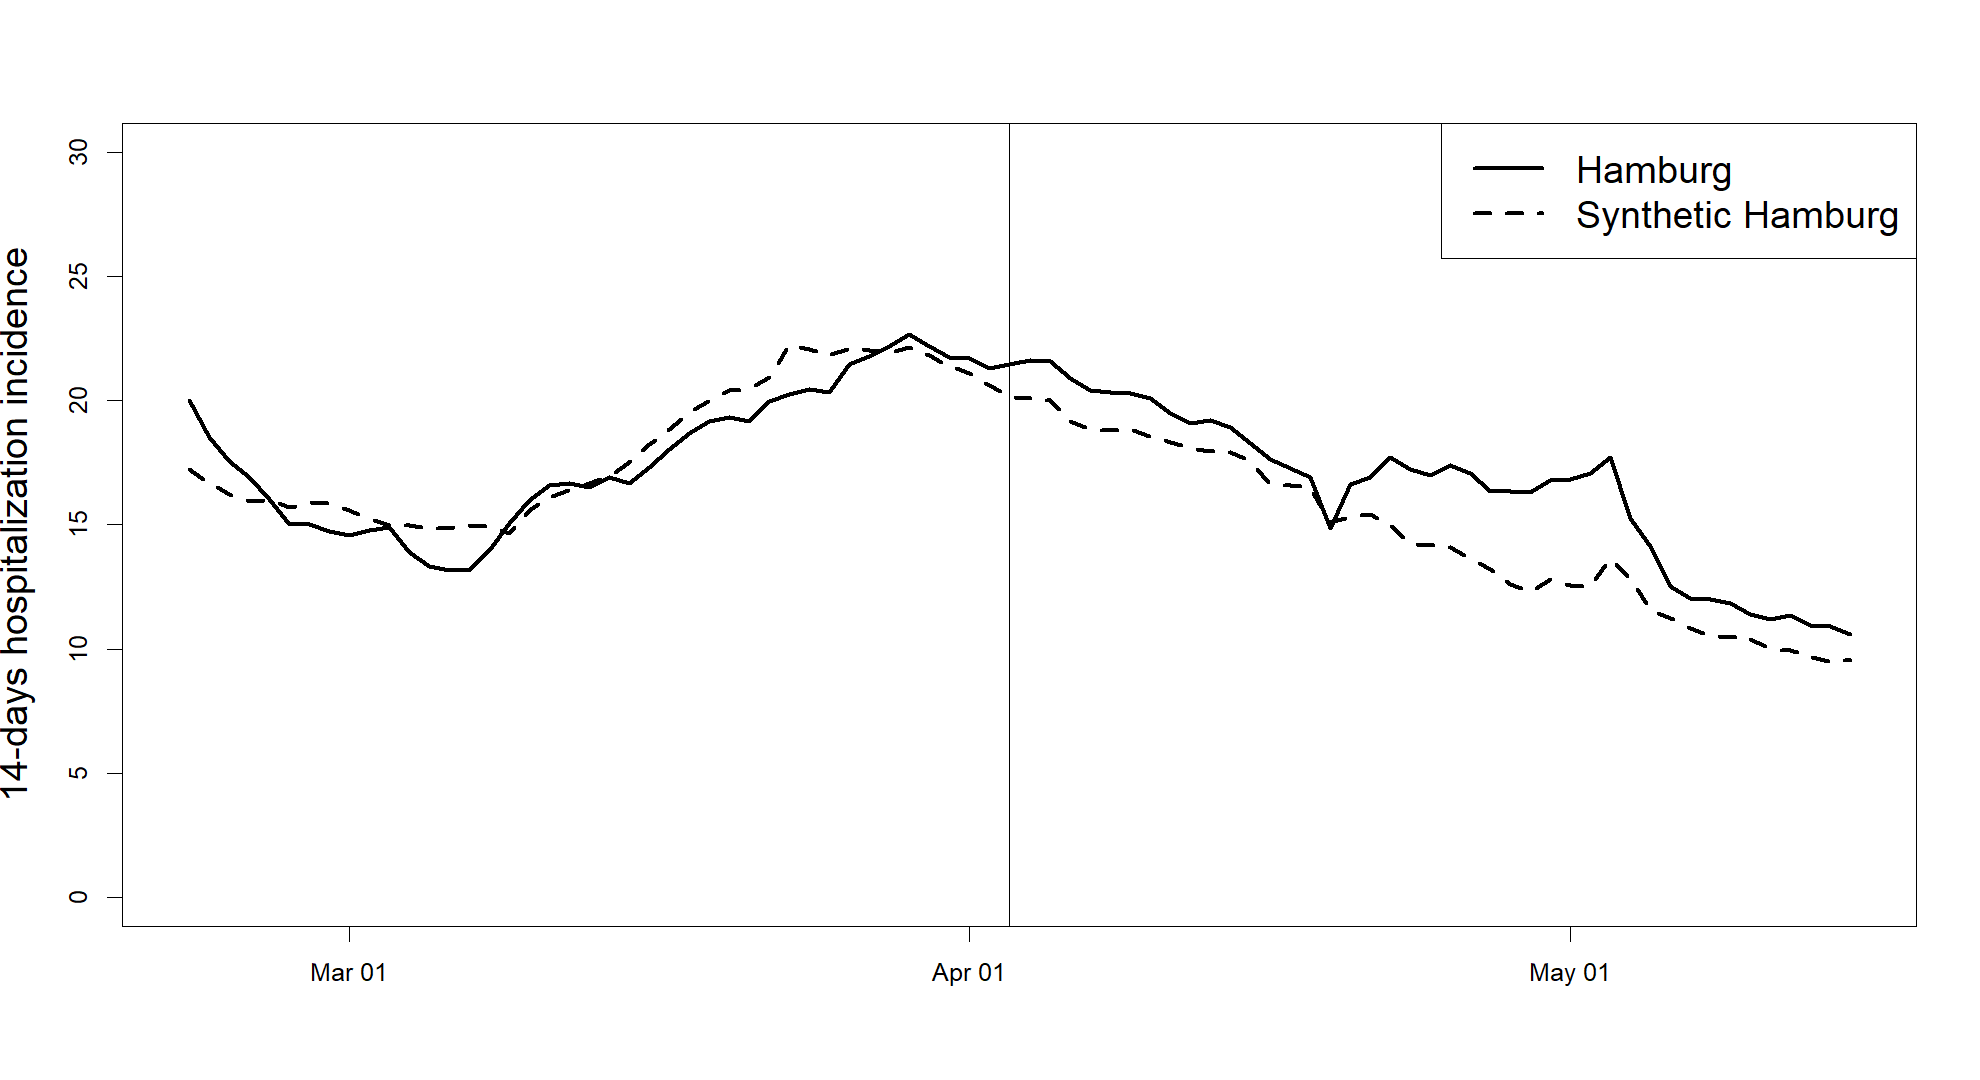 14-days hospitalization incidence
30
25
20
15
10
5
0
Mar 01
Apr 01
May 01
Hamburg
Synthetic Hamburg